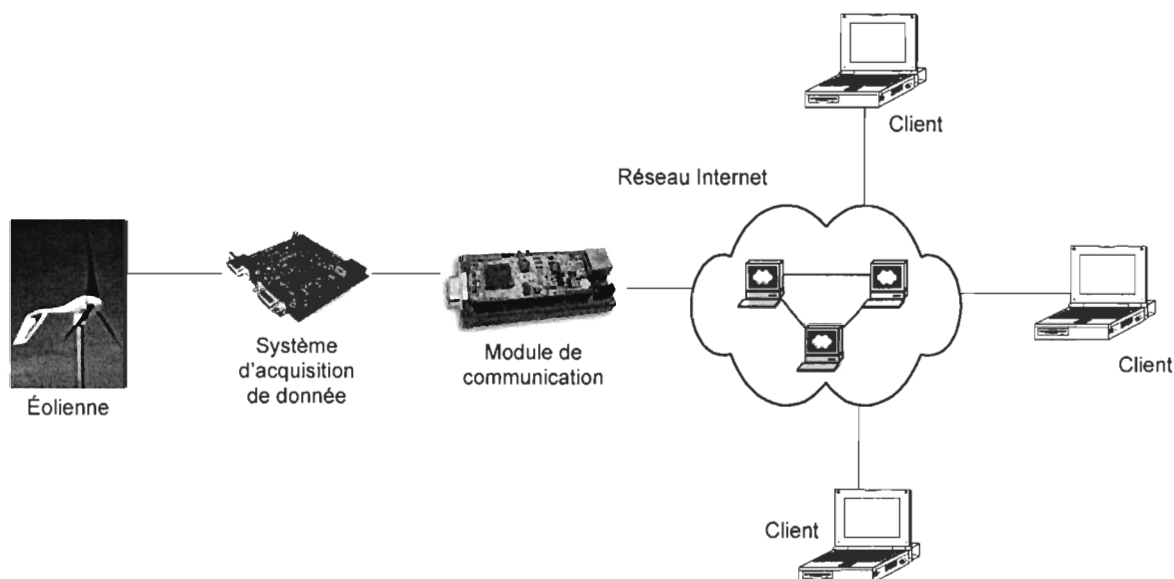 Client
Réseau Internet
Système
d'acquisition
de donnée
Module de
communication
Éolienne
Client
Client